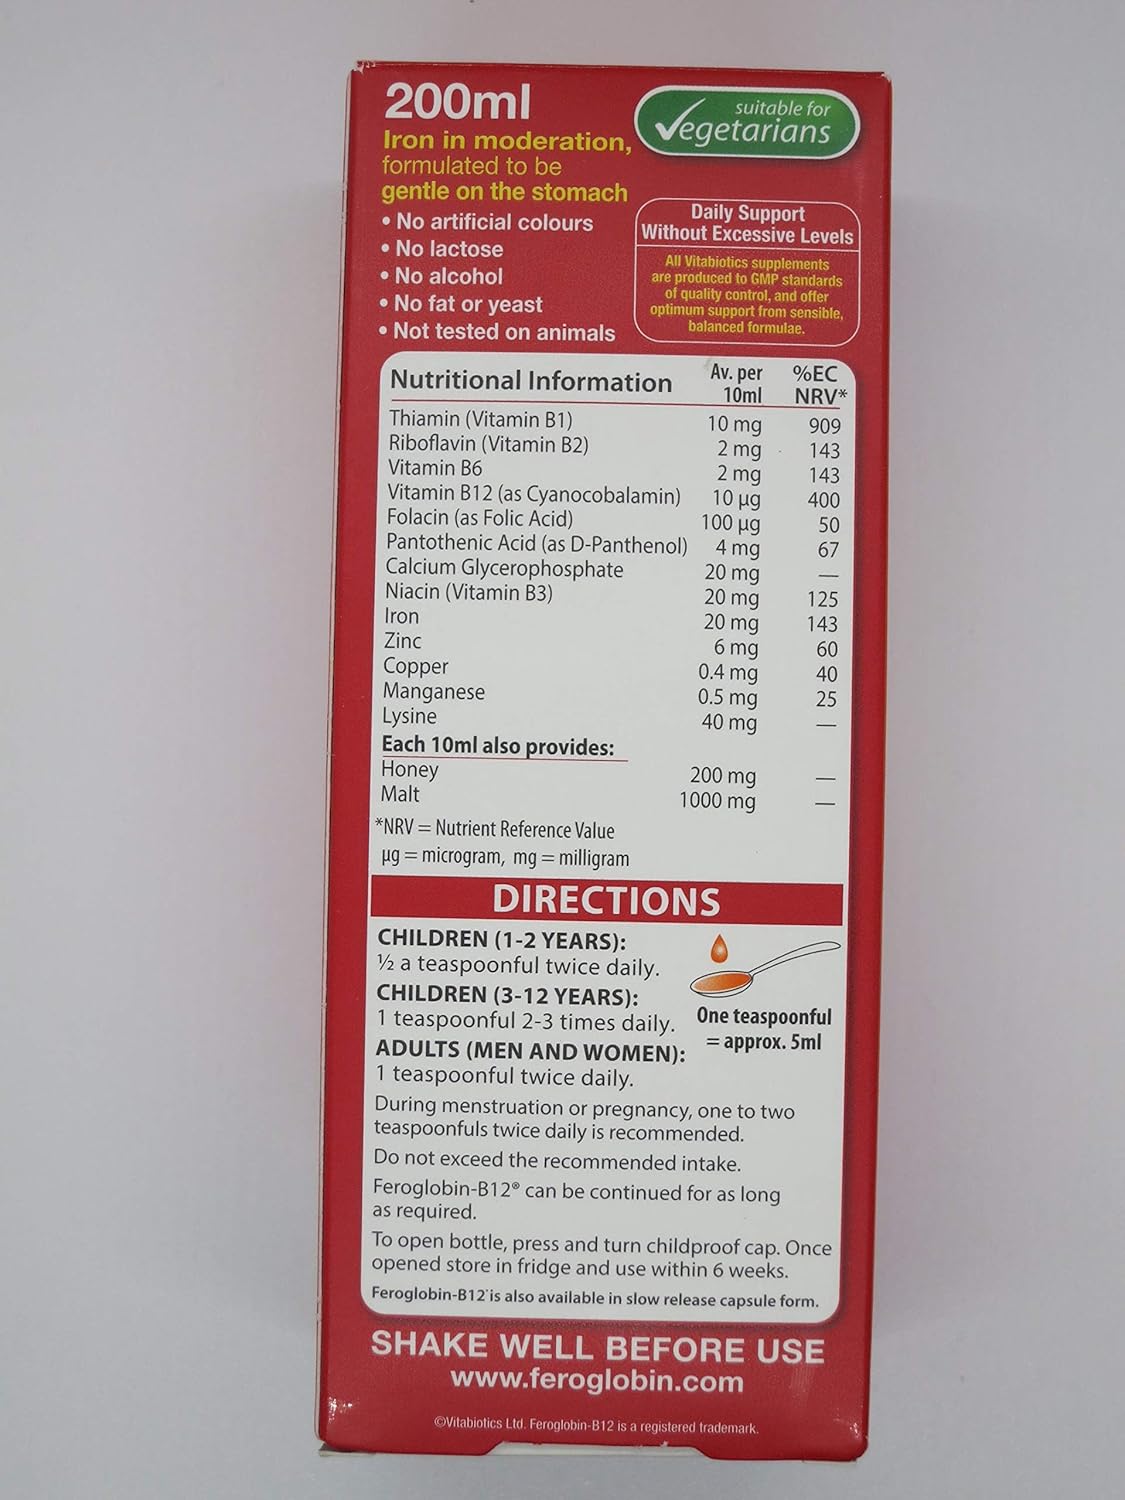 200ml
Iron in moderation,
formulated to be
gentle on the stomach
• No artificial colours
• No lactose
• No alcohol
• No fat or yeast
• Not tested on animals
suitable for
Vegetarians
Daily Support
Without Excessive Levels
All Vitabiotics supplements
are produced to GMP standards
of quality control, and offer
optimum support from sensible,
balanced formulae.
Nutritional Information Av. per 10ml %EC NRV*
Thiamin (Vitamin B1) 10 mg 909
Riboflavin (Vitamin B2) 2 mg 143
Vitamin B6 2 mg 143
Vitamin B12 (as Cyanocobalamin) 10 µg 400
Folacin (as Folic Acid) 100 µg 50
Pantothenic Acid (as D-Panthenol) 4 mg 67
Calcium Glycerophosphate 20 mg —
Niacin (Vitamin B3) 20 mg 125
Iron 20 mg 143
Zinc 6 mg 60
Copper 0.4 mg 40
Manganese 0.5 mg 25
Lysine 40 mg —
Each 10ml also provides:
Honey 200 mg —
Malt 1000 mg —
*NRV = Nutrient Reference Value
µg = microgram, mg = milligram
DIRECTIONS
CHILDREN (1-2 YEARS):
½ a teaspoonful twice daily.
CHILDREN (3-12 YEARS):
1 teaspoonful 2-3 times daily.
One teaspoonful
= approx. 5ml
ADULTS (MEN AND WOMEN):
1 teaspoonful twice daily.
During menstruation or pregnancy, one to two
teaspoonfuls twice daily is recommended.
Do not exceed the recommended intake.
Feroglobin-B12® can be continued for as long
as required.
To open bottle, press and turn childproof cap. Once
opened store in fridge and use within 6 weeks.
Feroglobin-B12® is also available in slow release capsule form.
SHAKE WELL BEFORE USE
www.feroglobin.com
©Vitabiotics Ltd. Feroglobin-B12 is a registered trademark.